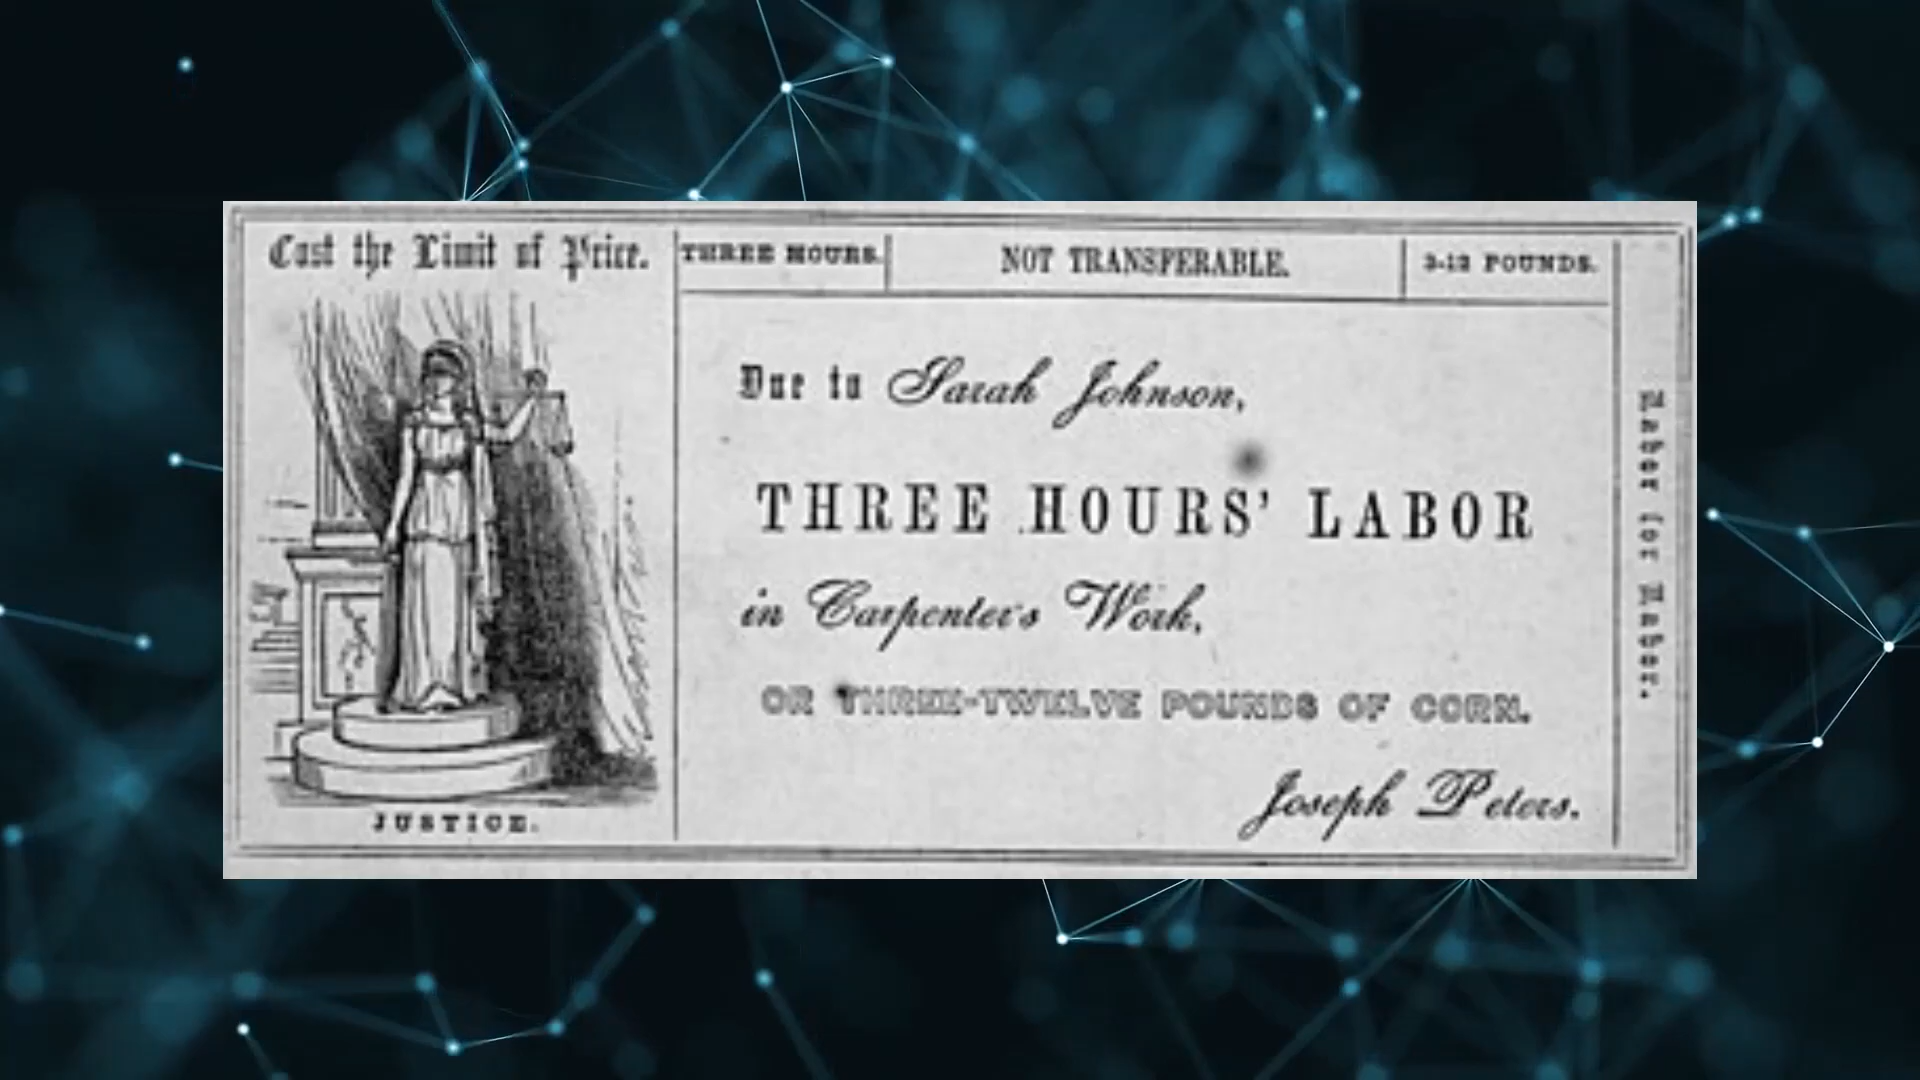 Cost the Limit of Price.
JUSTICE.
THREE HOURS.
NOT TRANSFERABLE.
3-12 POUNDS.
Due to Sarah Johnson,
THREE HOURS' LABOR
in Carpenter's Work,
OR THREE-TWELVE POUNDS OF CORN.
Joseph Peters.
Labor for Labor.